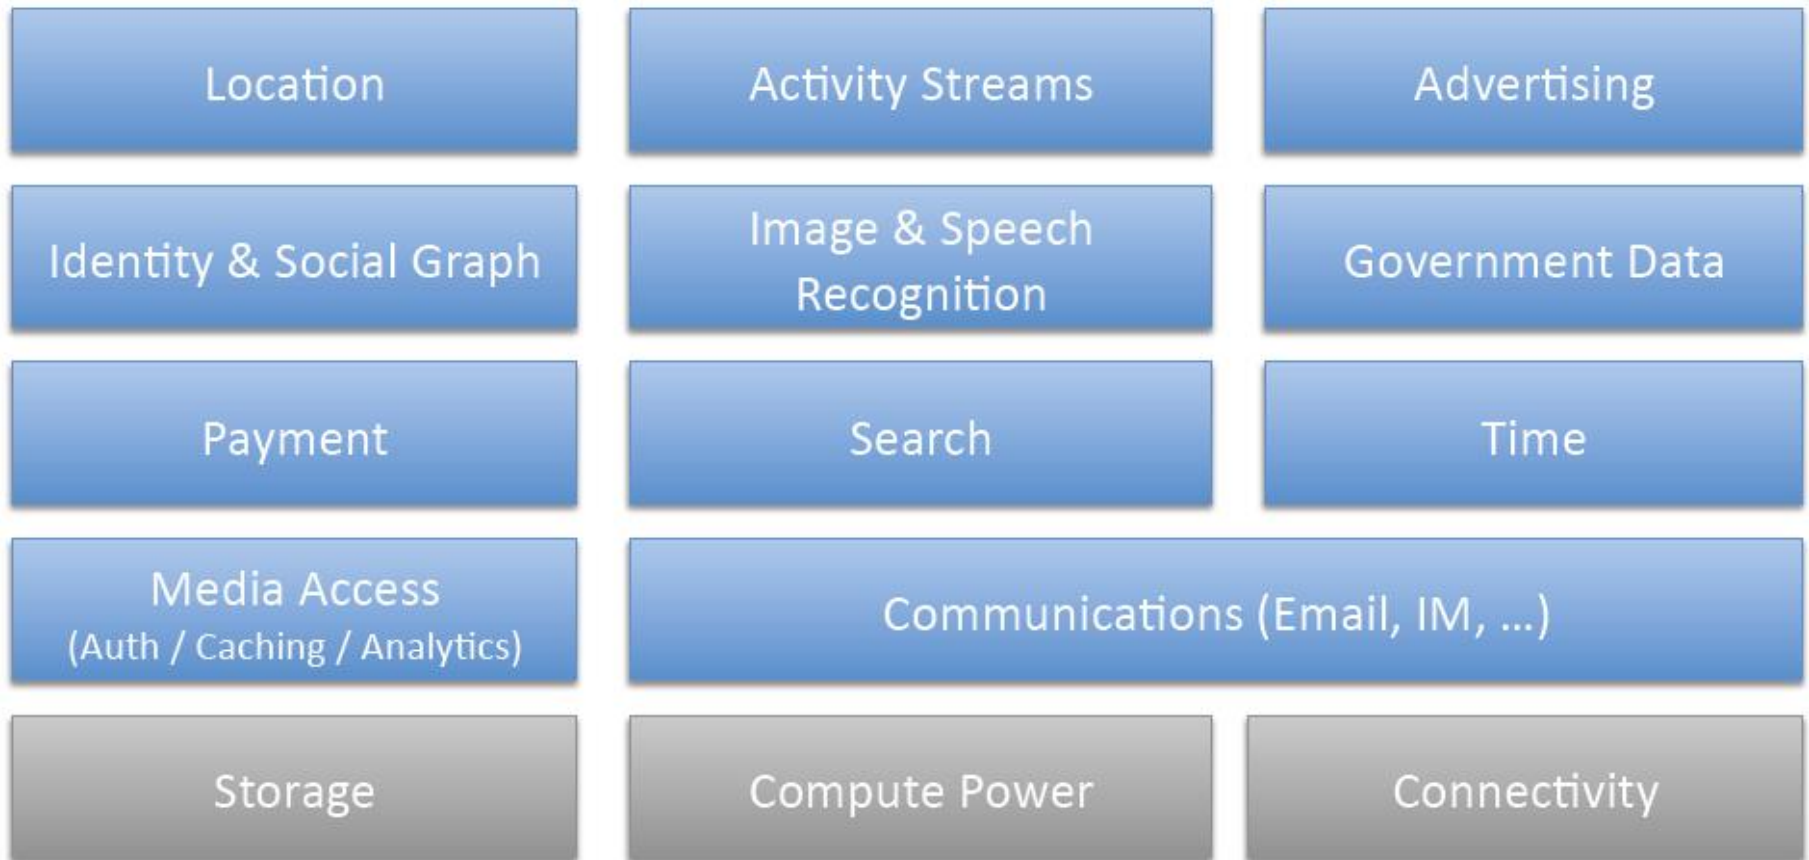 Location
Activity Streams
Advertising
Identity & Social Graph
Image & Speech
Recognition
Government Data
Payment
Search
Time
Media Access
(Auth / Caching / Analytics)
Communications (Email, IM, ...)
Storage
Compute Power
Connectivity